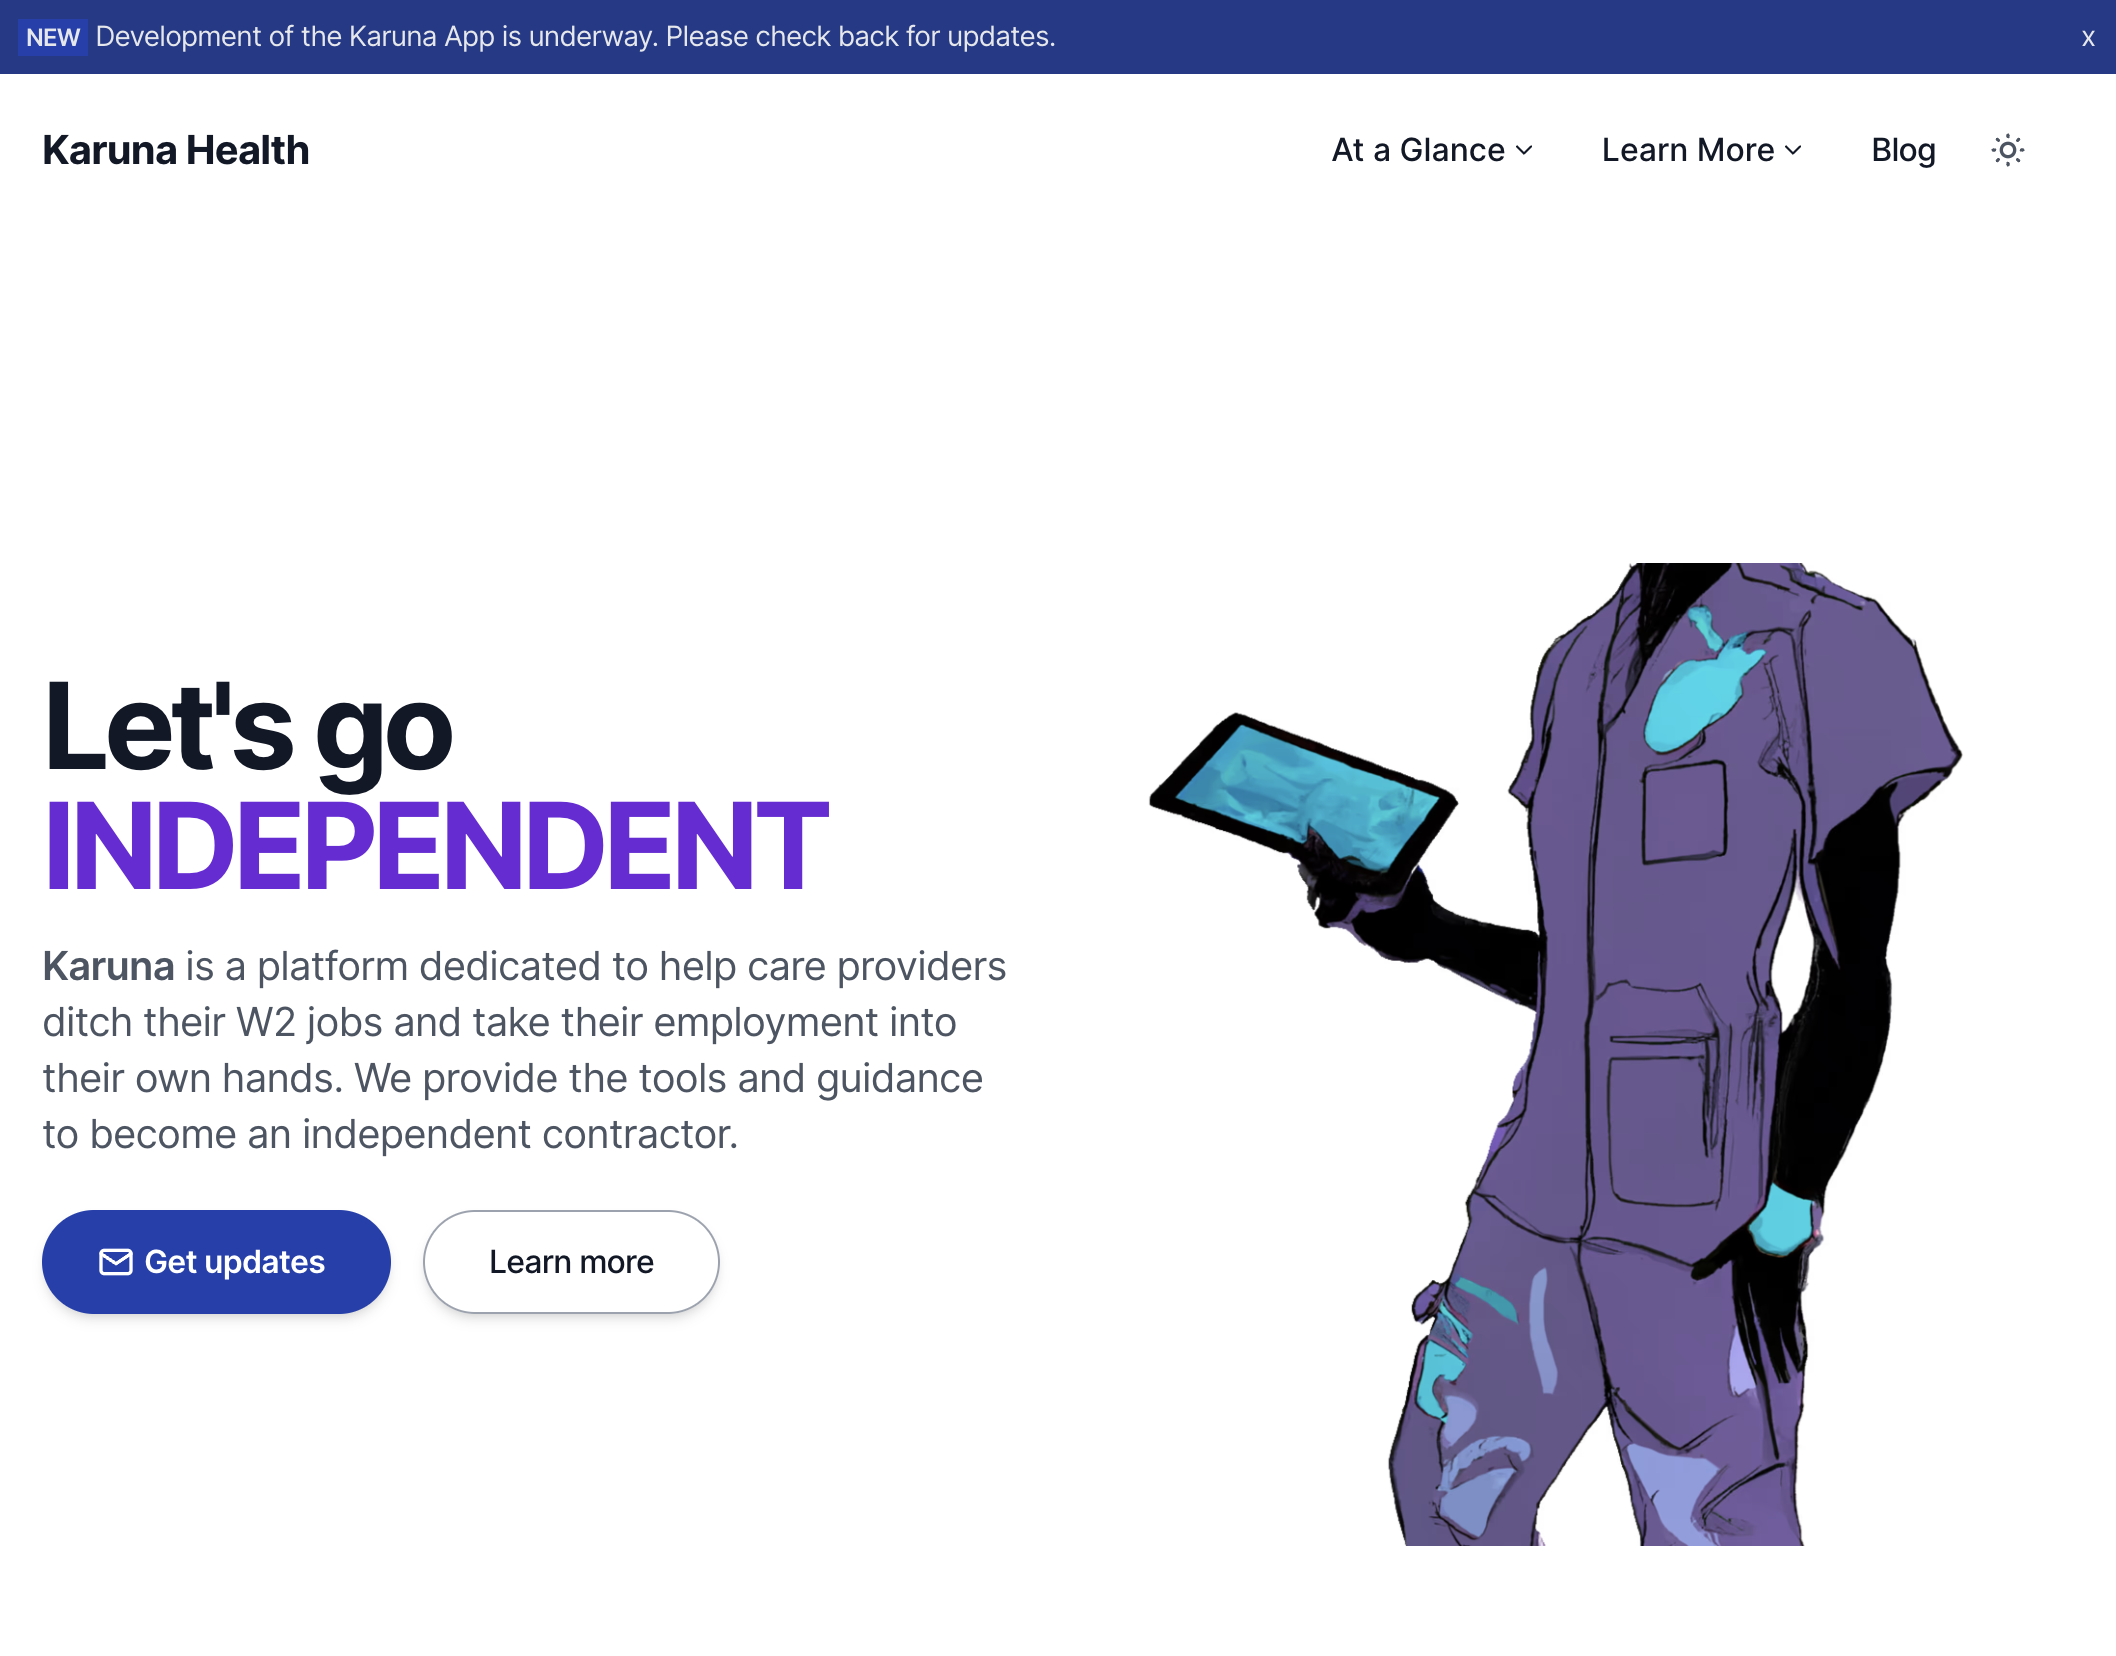 NEW Development of the Karuna App is underway. Please check back for updates. x
Karuna Health
At a Glance
Learn More
Blog
Let's go
INDEPENDENT
Karuna is a platform dedicated to help care providers
ditch their W2 jobs and take their employment into
their own hands. We provide the tools and guidance
to become an independent contractor.
Get updates
Learn more